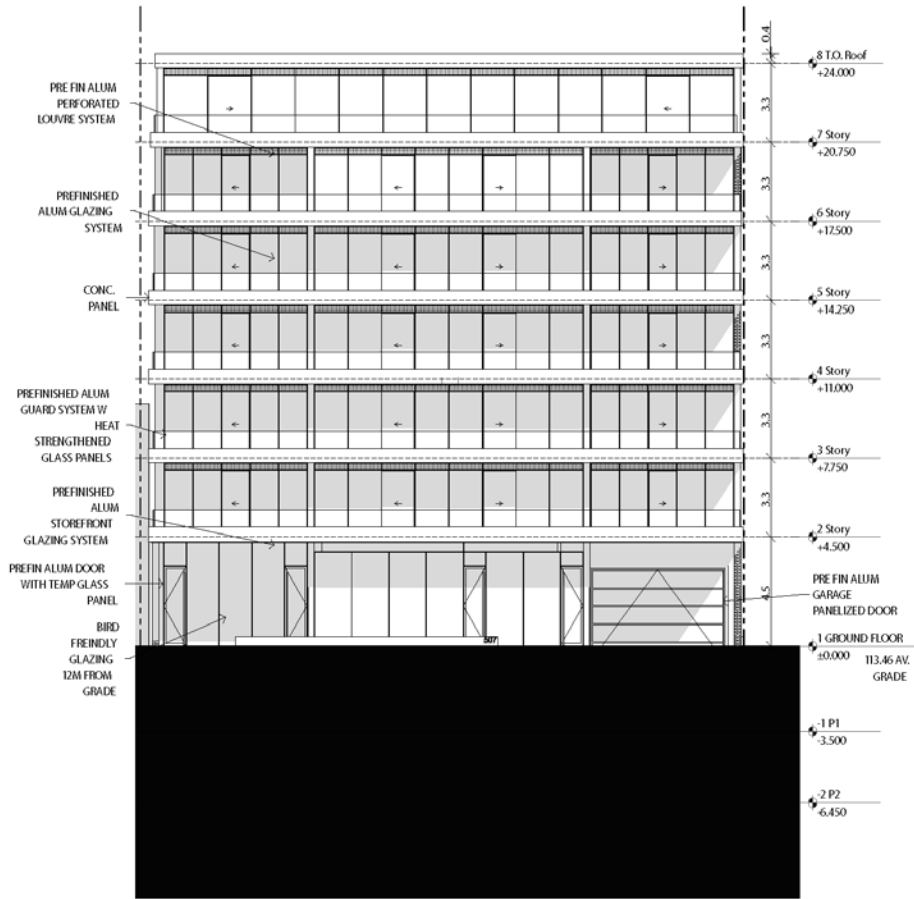 0.4
8 T.O. Roof
+24.000
PRE FIN ALUM
PERFORATED
LOUVRE SYSTEM
3.3
7 Story
+20.750
PREFINISHED
ALUM GLAZING
SYSTEM
3.3
6 Story
+17.500
3.3
CONC.
PANEL
5 Story
+14.250
3.3
4 Story
+11.000
PREFINISHED ALUM
GUARD SYSTEM W
HEAT
STRENGTHENED
GLASS PANELS
3.3
3 Story
+7.750
PREFINISHED
ALUM
STOREFRONT
GLAZING SYSTEM
3.3
2 Story
+4.500
PREFIN ALUM DOOR
WITH TEMP GLASS
PANEL
4.5
PRE FIN ALUM
GARAGE
PANELIZED DOOR
BIRD
FREINDLY
GLAZING
12M FROM
GRADE
507
1 GROUND FLOOR
±0.000
113.46 AV.
GRADE
-1 P1
-3.500
-2 P2
-6.450